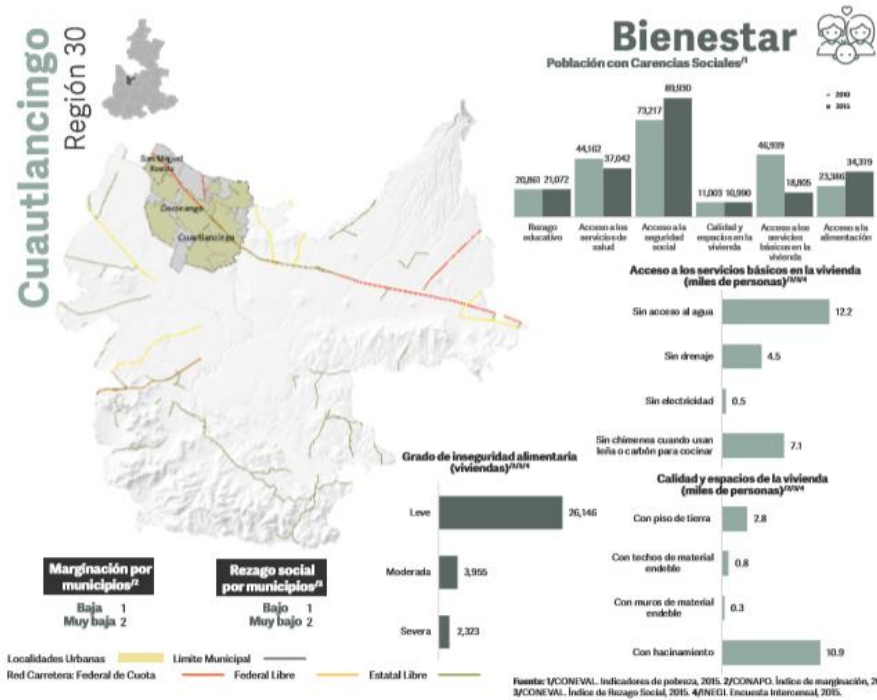 Cuautlancingo
Región 30
San Miguel
Xoxtla
Coronango
Cuautlancingo
Bienestar
Población con Carencias Sociales/1
2010
2015
20,861
21,072
44,102
37,042
73,217
89,930
11,003
10,990
46,939
18,805
23,386
34,319
Rezago
educativo
Acceso a los
servicios de
salud
Acceso a la
seguridad
social
Calidad y
espacios en la
vivienda
Acceso a los
servicios
básicos en la
vivienda
Acceso a la
alimentación
Acceso a los servicios básicos en la vivienda
(miles de personas)/2/3/4
Sin acceso al agua
12.2
Sin drenaje
4.5
Sin electricidad
0.5
Sin chimenea cuando usan
leña o carbón para cocinar
7.1
Grado de inseguridad alimentaria
(viviendas)/2/3/4
Leve
26,146
Moderada
3,955
Severa
2,323
Calidad y espacios de la vivienda
(miles de personas)/2/3/4
Con piso de tierra
2.8
Con techos de material
endeble
0.8
Con muros de material
endeble
0.3
Con hacinamiento
10.9
Marginación por
municipios/2
Baja 1
Muy baja 2
Rezago social
por municipios/3
Bajo 1
Muy bajo 2
Localidades Urbanas
Límite Municipal
Red Carretera: Federal de Cuota
Federal Libre
Estatal Libre
Fuente: 1/CONEVAL. Indicadores de pobreza, 2015. 2/CONAPO. Índice de marginación,
3/CONEVAL. Índice de Rezago Social, 2015. 4/INEGI. Encuesta Intercensal, 2015.